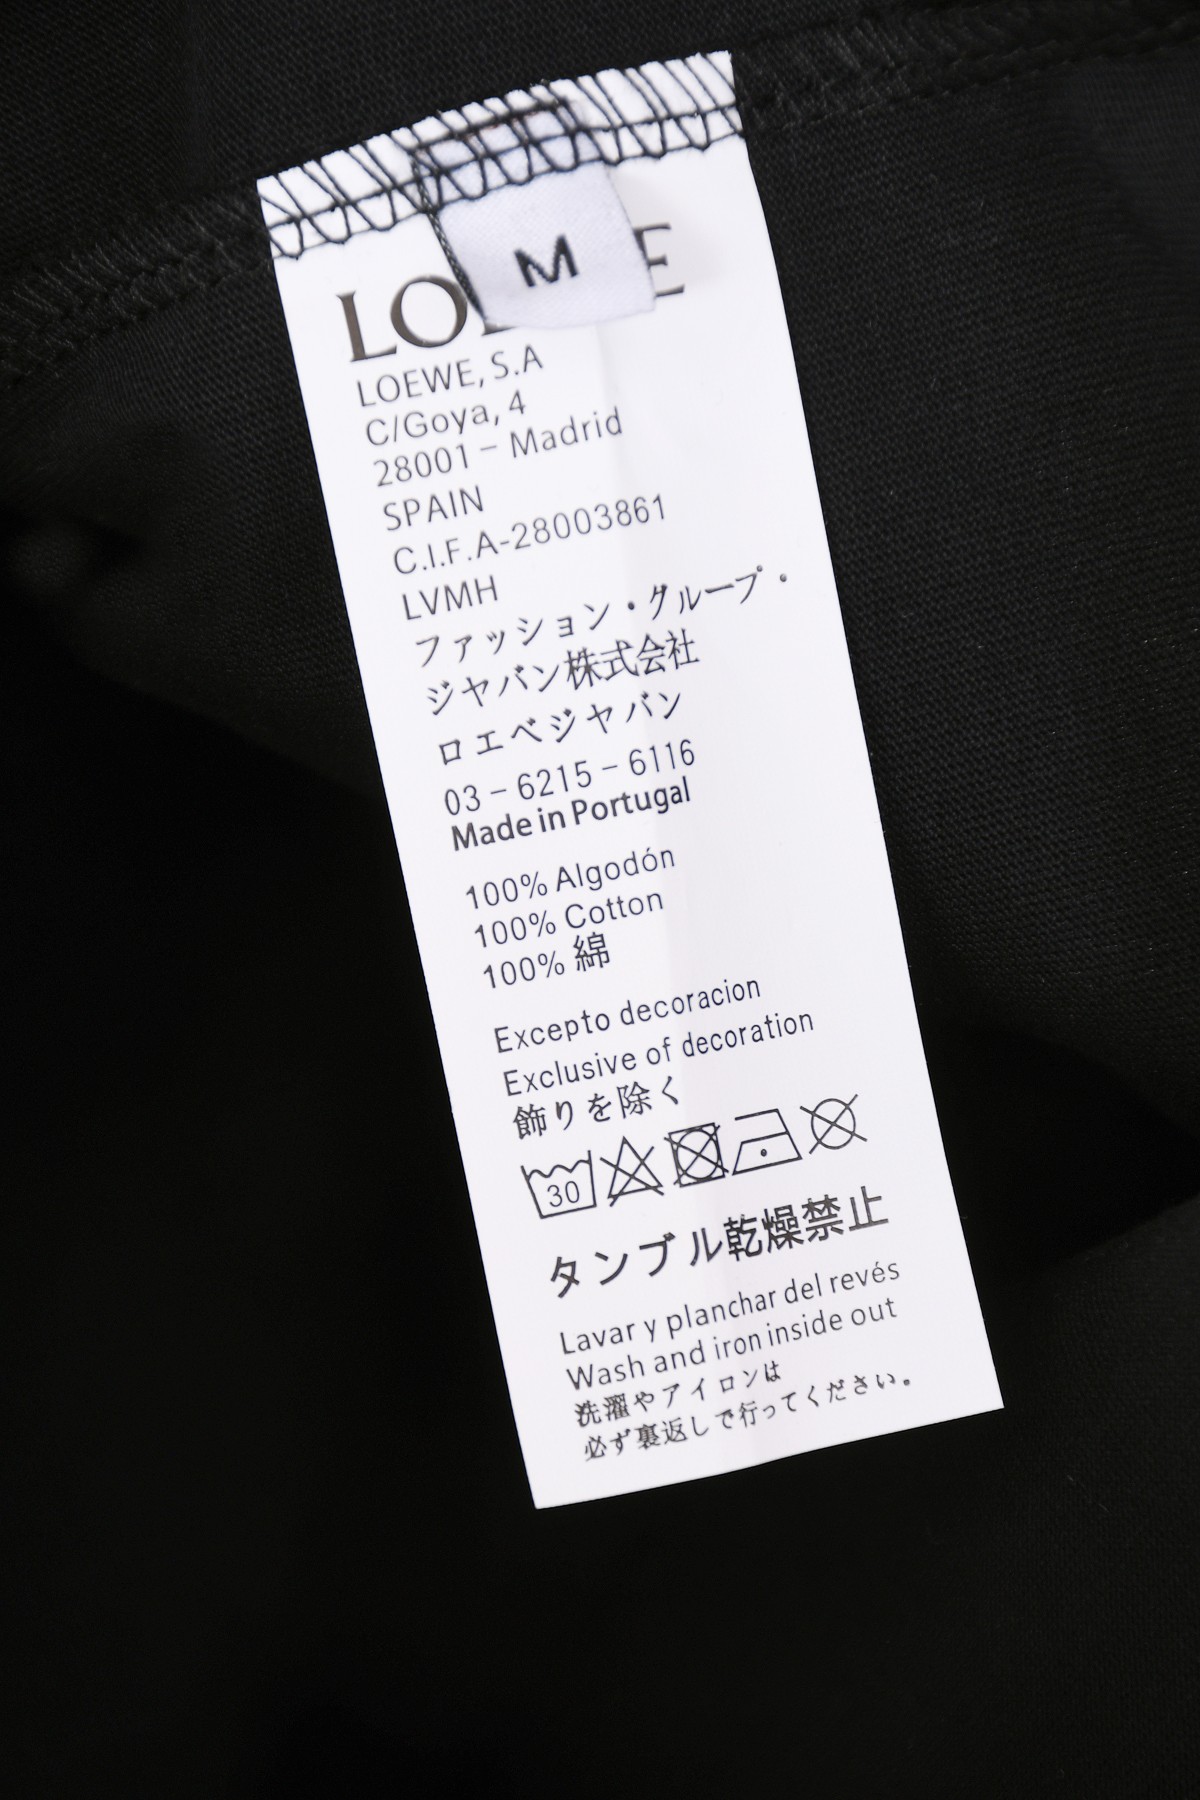 M
LOEWE
LOEWE, S.A
C/Goya, 4
28001 - Madrid
SPAIN
C.I.F.A-28003861
LVMH
ファッション・グループ・
ジヤバン株式会社
ロエベジヤバン
03 - 6215 - 6116
Made in Portugal
100% Algodón
100% Cotton
100% 綿
Excepto decoracion
Exclusive of decoration
飾りを除く
30
タンブル乾燥禁止
Lavar y planchar del revés
Wash and iron inside out
洗濯やアイロンは
必ず裏返しで行ってください。